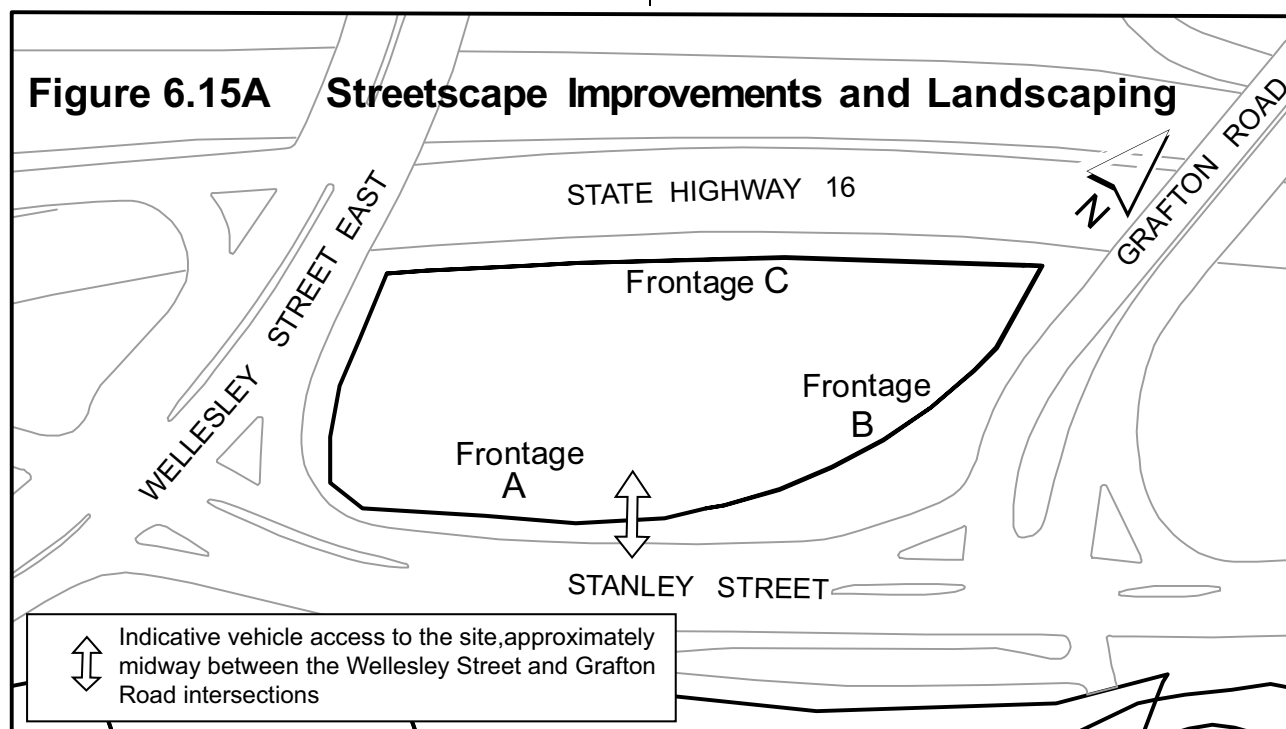 Figure 6.15A Streetscape Improvements and Landscaping
STATE HIGHWAY 16
N
GRAFTON ROAD
WELLESLEY STREET EAST
Frontage C
Frontage
B
Frontage
A
STANLEY STREET
Indicative vehicle access to the site,approximately
midway between the Wellesley Street and Grafton
Road intersections